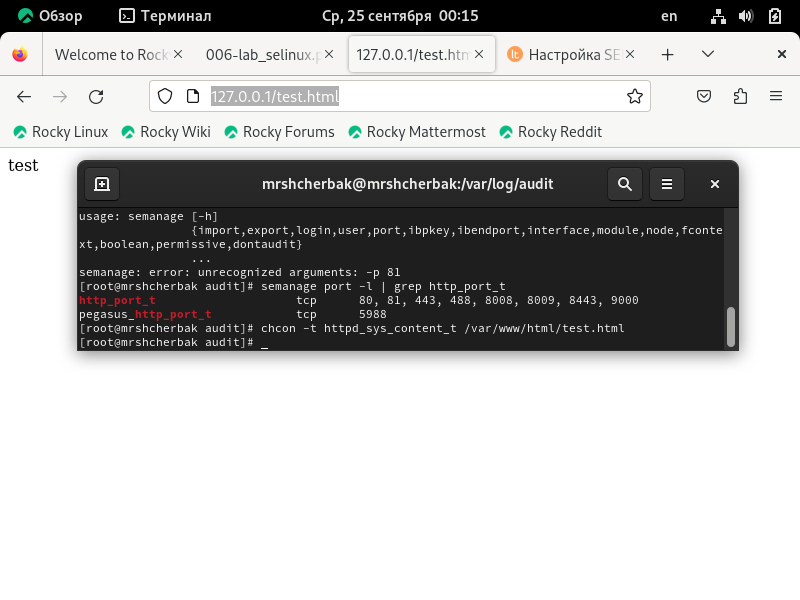 Обзор Терминал Ср, 25 сентября 00:15 en
Welcome to Rock 006-lab_selinux.p 127.0.0.1/test.htm Настройка SE
127.0.0.1/test.html
Rocky Linux Rocky Wiki Rocky Forums Rocky Mattermost Rocky Reddit
test
mrshcherbak@mrshcherbak:/var/log/audit
usage: semanage [-h]
{import,export,login,user,port,ibpkey,ibendport,interface,module,node,fconte
xt,boolean,permissive,dontaudit}
...
semanage: error: unrecognized arguments: -p 81
[root@mrshcherbak audit]# semanage port -l | grep http_port_t
http_port_t tcp 80, 81, 443, 488, 8008, 8009, 8443, 9000
pegasus_http_port_t tcp 5988
[root@mrshcherbak audit]# chcon -t httpd_sys_content_t /var/www/html/test.html
[root@mrshcherbak audit]# _